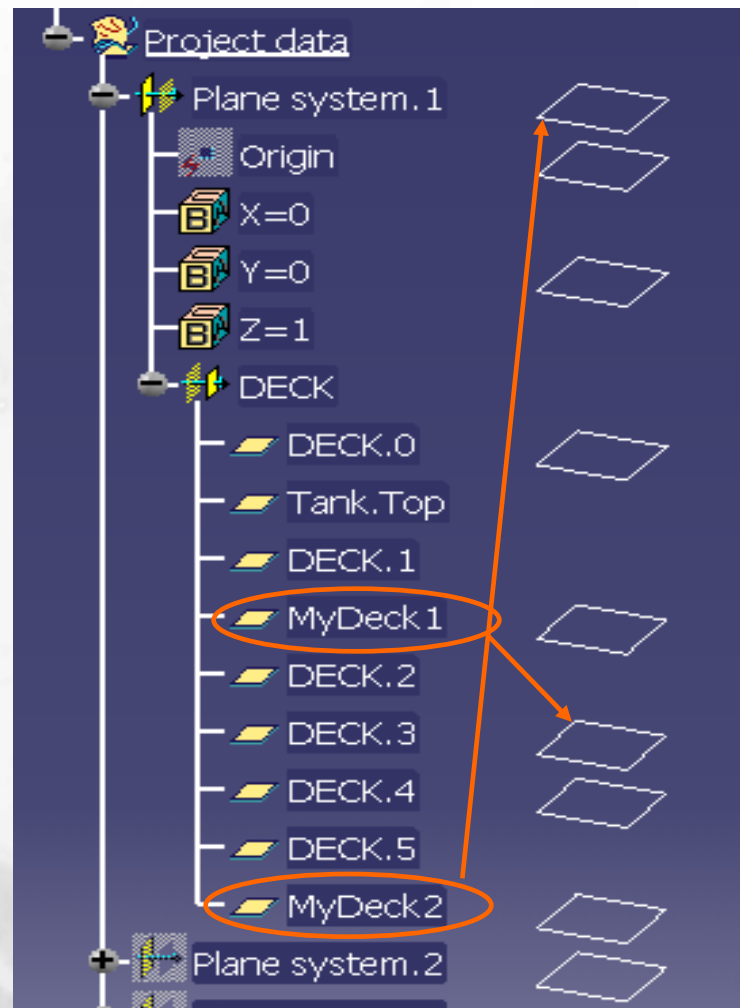 Project data
Plane system.1
Origin
X=0
Y=0
Z=1
DECK
DECK.0
Tank.Top
DECK.1
MyDeck1
DECK.2
DECK.3
DECK.4
DECK.5
MyDeck2
Plane system.2